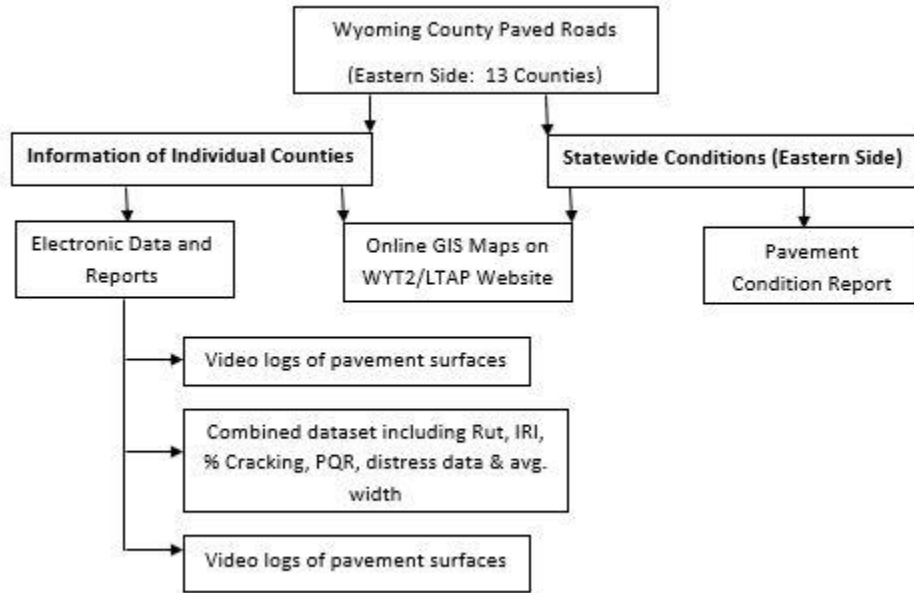 Wyoming County Paved Roads
(Eastern Side:  13 Counties)
Information of Individual Counties
Statewide Conditions (Eastern Side)
Electronic Data and
Reports
Online GIS Maps on
WYT2/LTAP Website
Pavement
Condition Report
Video logs of pavement surfaces
Combined dataset including Rut, IRI,
% Cracking, PQR, distress data & avg.
width
Video logs of pavement surfaces